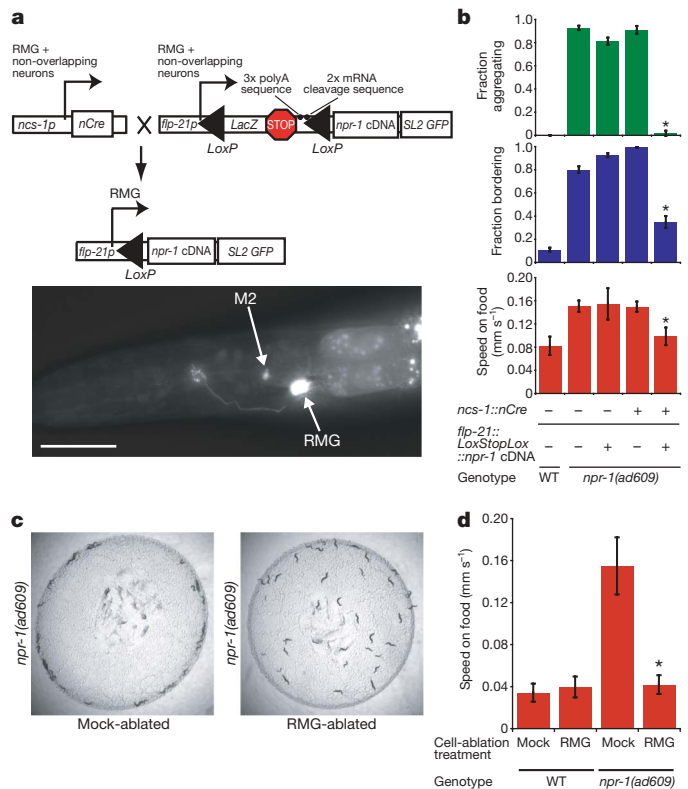 a
RMG +
non-overlapping
neurons
RMG +
non-overlapping
neurons
3x polyA
sequence
2x mRNA
cleavage sequence
ncs-1p
nCre
flp-21p
LacZ
STOP
npr-1 cDNA
SL2 GFP
LoxP
LoxP
RMG
flp-21p
npr-1 cDNA
SL2 GFP
LoxP
M2
RMG
b
Fraction
aggregating
1.0
0.8
0.6
0.4
0.2
0
*
Fraction bordering
1.0
0.8
0.6
0.4
0.2
0
*
Speed on food
(mm s⁻¹)
0.20
0.16
0.12
0.08
0.04
0.00
*
ncs-1::nCre – – – + +
flp-21::
LoxStopLox
::npr-1 cDNA – – + – +
Genotype WT npr-1(ad609)
c
npr-1(ad609)
Mock-ablated
npr-1(ad609)
RMG-ablated
d
Speed on food (mm s⁻¹)
0.20
0.16
0.12
0.08
0.04
0.00
*
Cell-ablation
treatment
Mock RMG Mock RMG
Genotype WT npr-1(ad609)